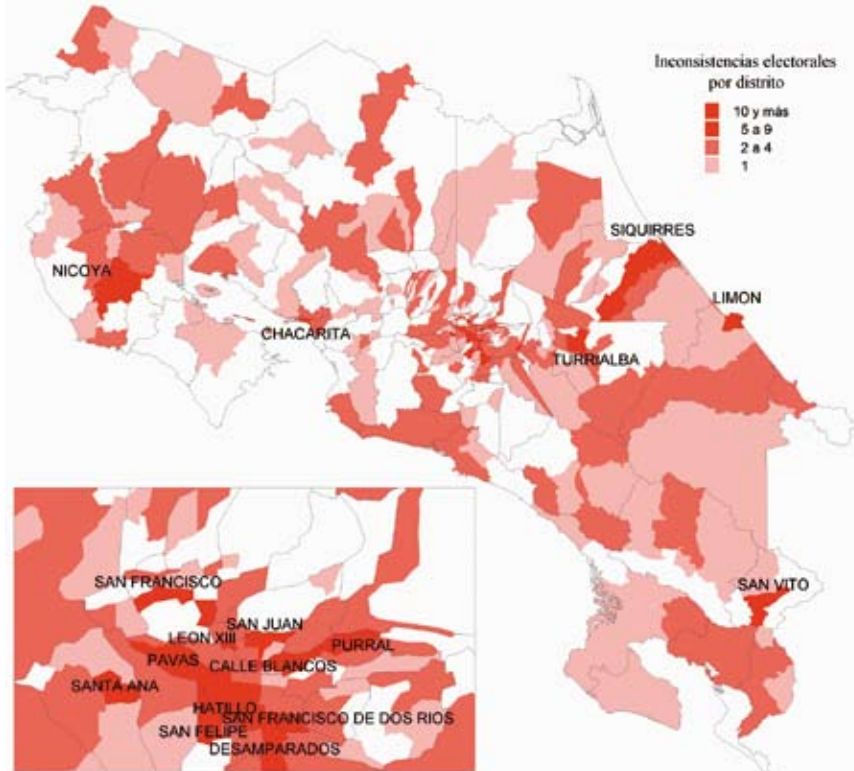 Inconsistencias electorales
por distrito
10 y más
5 a 9
2 a 4
1
SIQUIRRES
NICOYA
LIMON
CHACARITA
TURRIALBA
SAN VITO
SAN FRANCISCO
SAN JUAN
LEON XIII
PURRAL
PAVAS
CALLE BLANCOS
SANTA ANA
HATILLO
SAN FRANCISCO DE DOS RIOS
SAN FELIPE
DESAMPARADOS